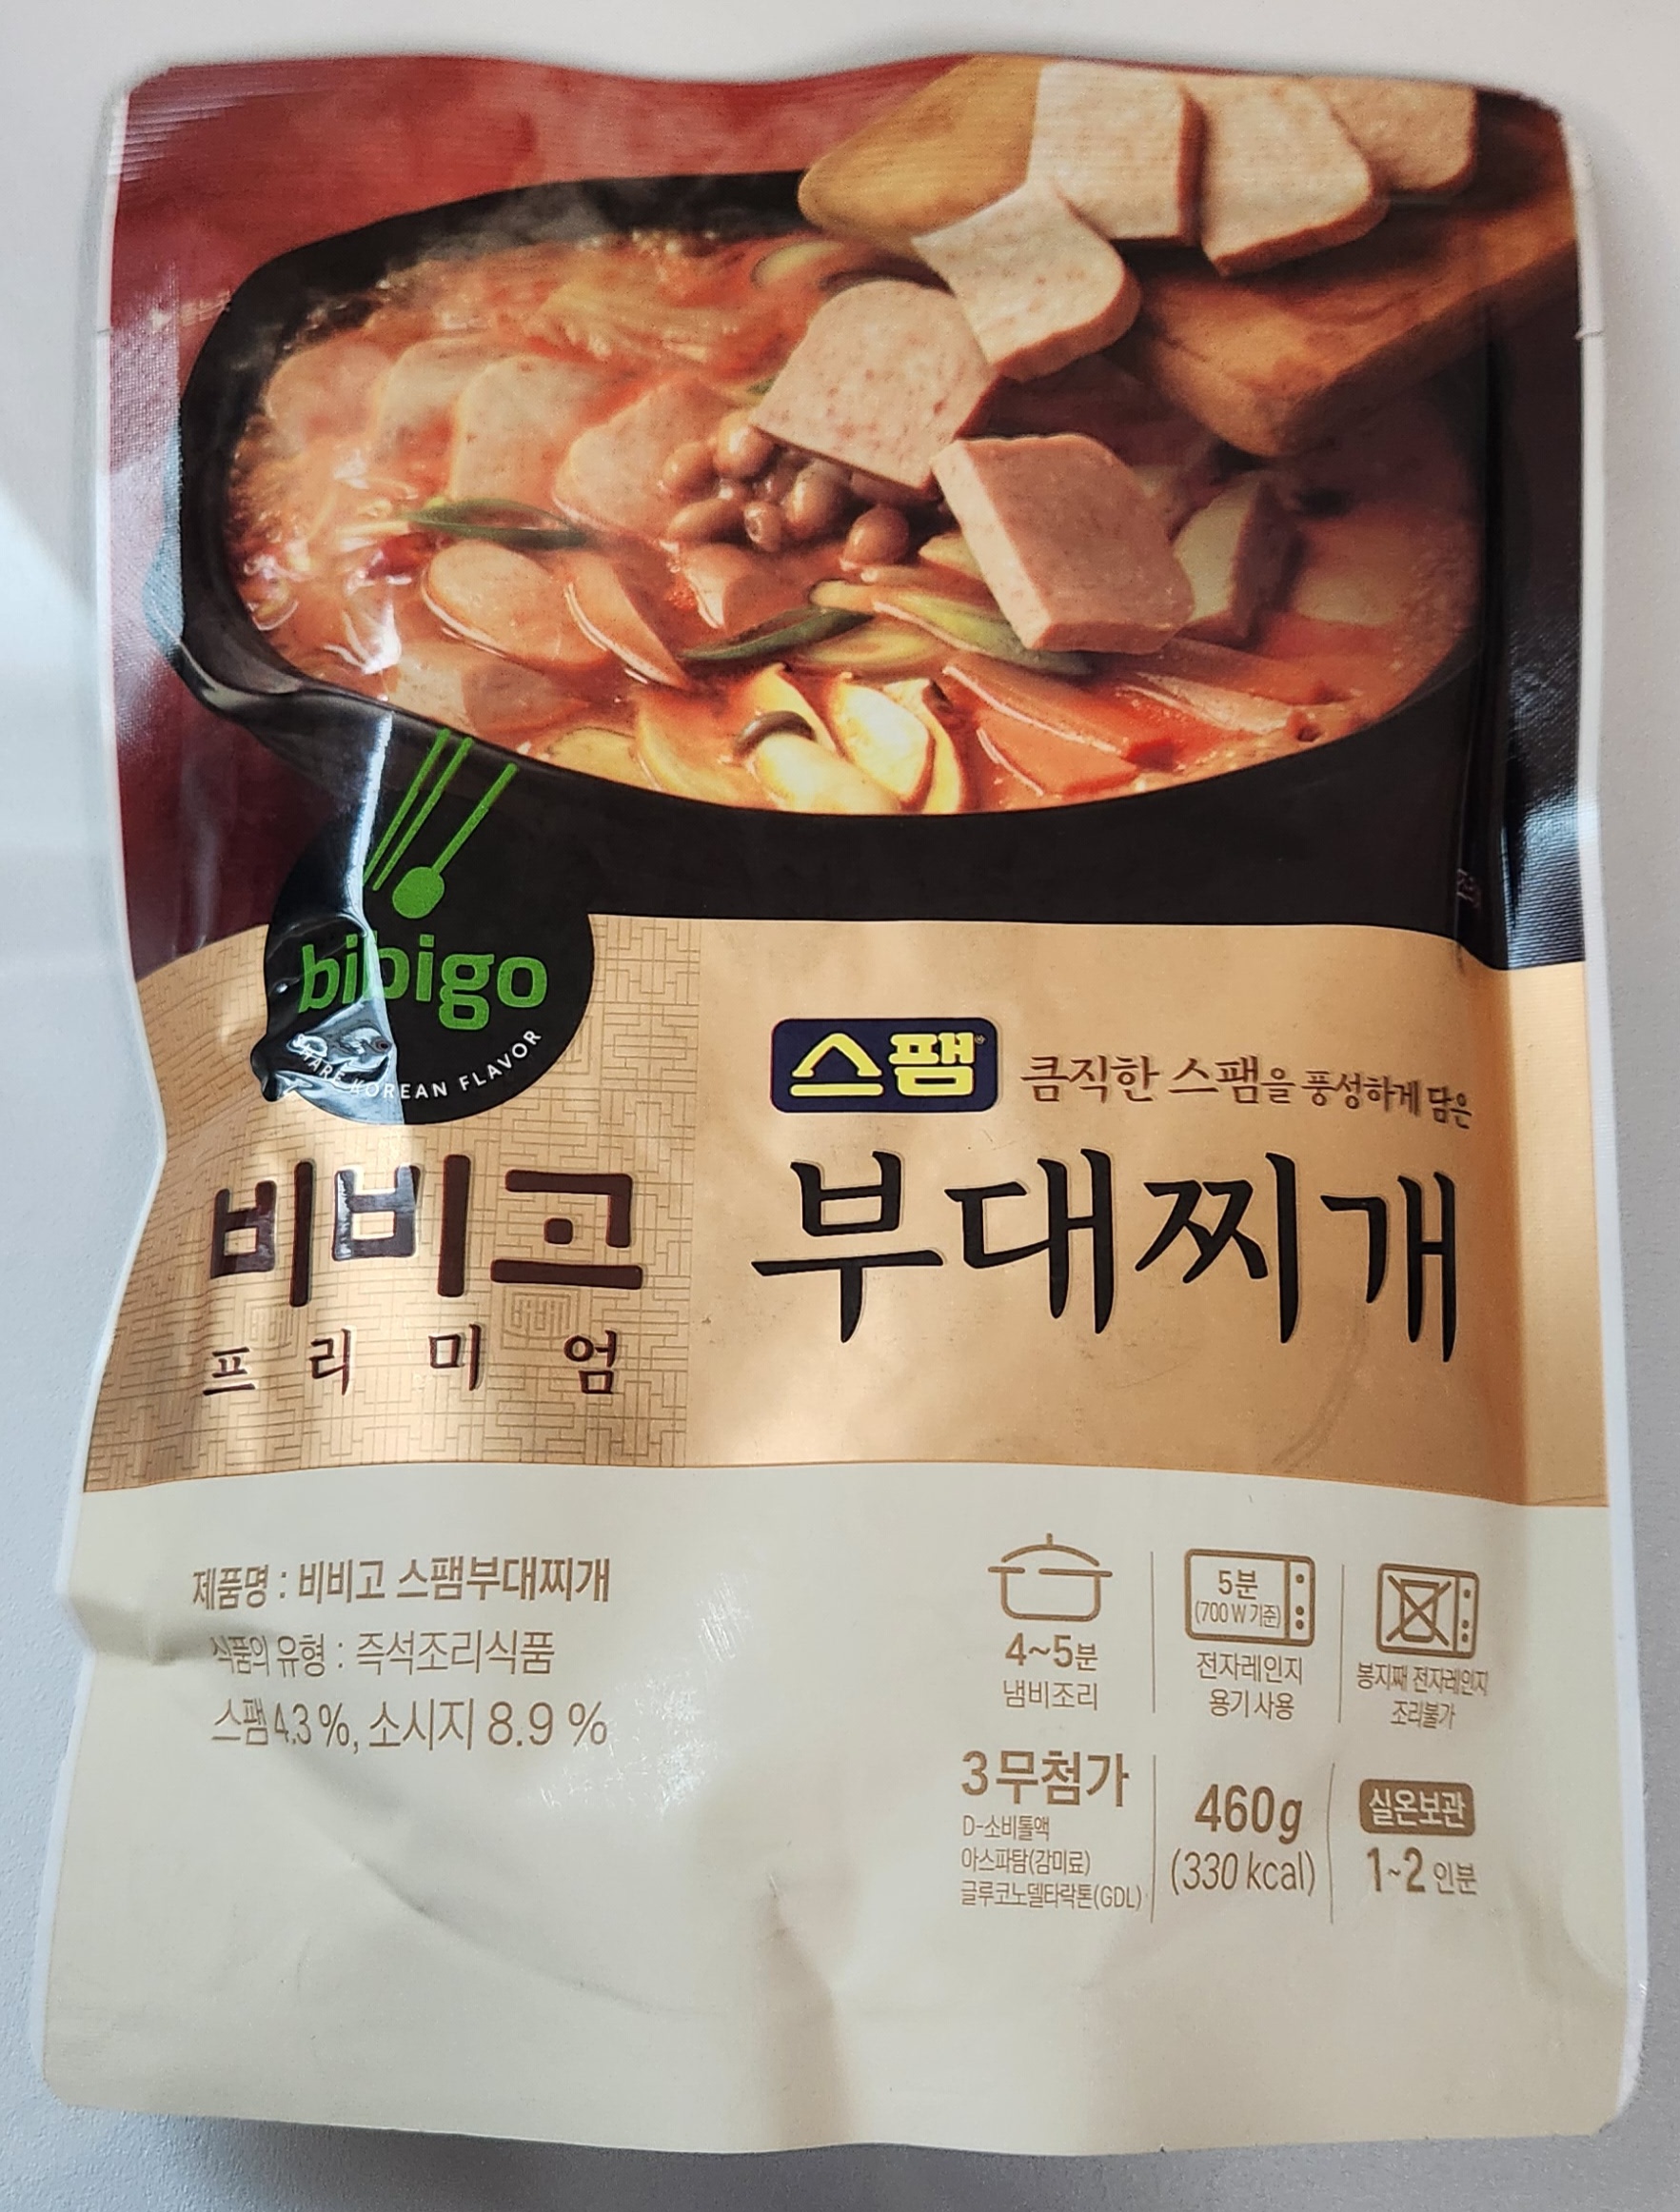 bibigo
SHARE KOREAN FLAVOR
비비고
프리미엄
스팸 큼직한 스팸을 풍성하게 담은
부대찌개
제품명 : 비비고 스팸부대찌개
식품의 유형 : 즉석조리식품
스팸 4.3 %, 소시지 8.9 %
4~5분
냄비조리
5분
(700 W 기준)
전자레인지
용기사용
봉지째 전자레인지
조리불가
3무첨가
D-소비톨액
아스파탐(감미료)
글루코노델타락톤(GDL)
460g
(330 kcal)
실온보관
1~2 인분